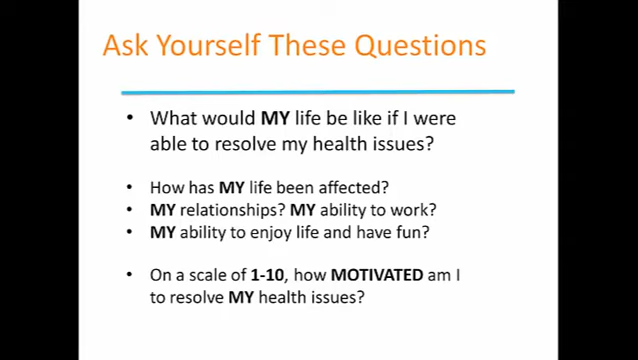 Ask Yourself These Questions
• What would MY life be like if I were
able to resolve my health issues?
• How has MY life been affected?
• MY relationships? MY ability to work?
• MY ability to enjoy life and have fun?
• On a scale of 1-10, how MOTIVATED am I
to resolve MY health issues?